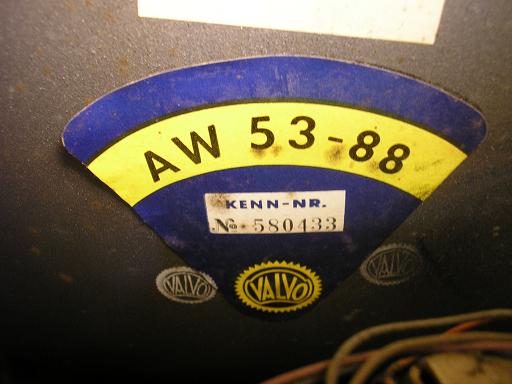 AW 53-88
KENN-NR.
No 580433
VALVO VALVO VALVO